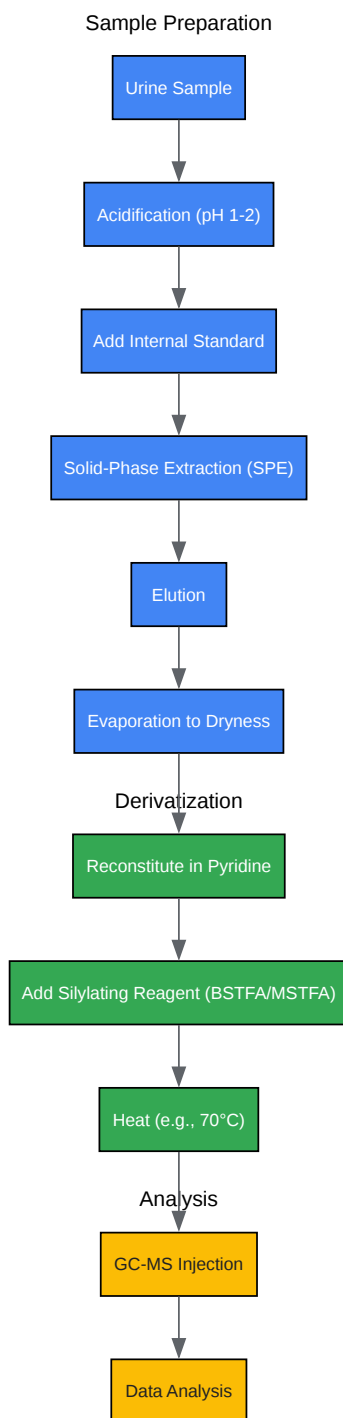 Sample Preparation
Urine Sample
Acidification (pH 1-2)
Add Internal Standard
Solid-Phase Extraction (SPE)
Elution
Evaporation to Dryness
Derivatization
Reconstitute in Pyridine
Add Silylating Reagent (BSTFA/MSTFA)
Heat (e.g., 70°C)
Analysis
GC-MS Injection
Data Analysis